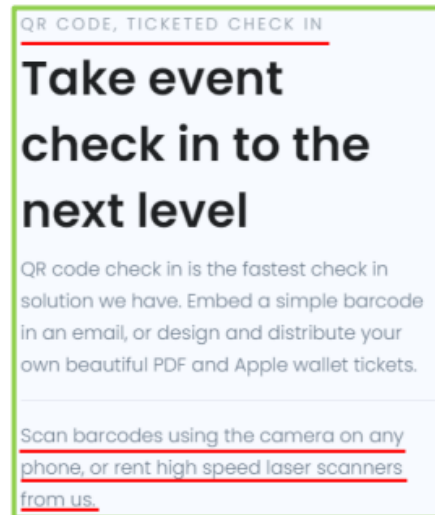 QR CODE, TICKETED CHECK IN
Take event
check in to the
next level
QR code check in is the fastest check in
solution we have. Embed a simple barcode
in an email, or design and distribute your
own beautiful PDF and Apple wallet tickets.
Scan barcodes using the camera on any
phone, or rent high speed laser scanners
from us.